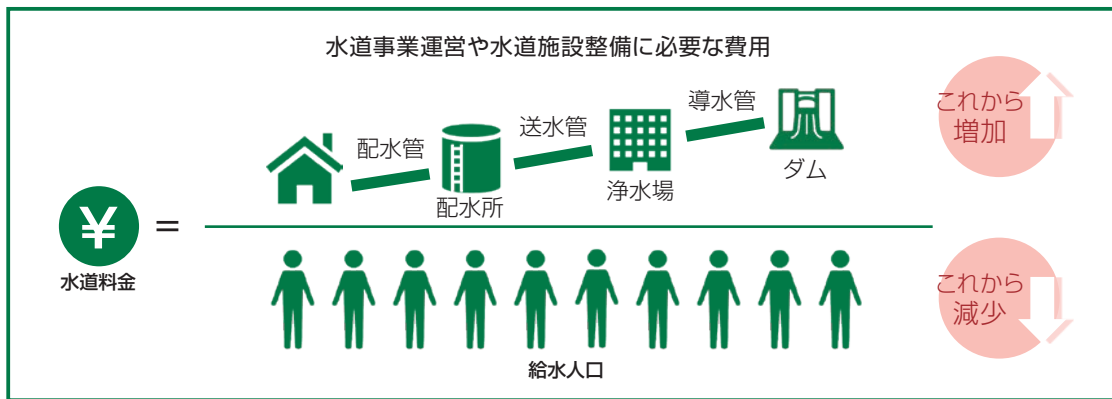 水道事業運営や水道施設整備に必要な費用
配水管
送水管
導水管
配水所
浄水場
ダム
これから
増加
¥
=
水道料金
給水人口
これから
減少